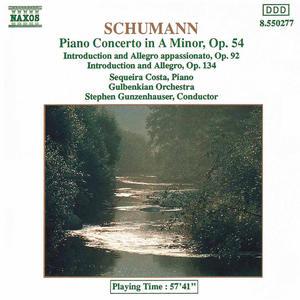 NAXOS
DDD
8.550277
SCHUMANN
Piano Concerto in A Minor, Op. 54
Introduction and Allegro appassionato, Op. 92
Introduction and Allegro, Op. 134
Sequeira Costa, Piano
Gulbenkian Orchestra
Stephen Gunzenhauser, Conductor
Playing Time : 57'41"